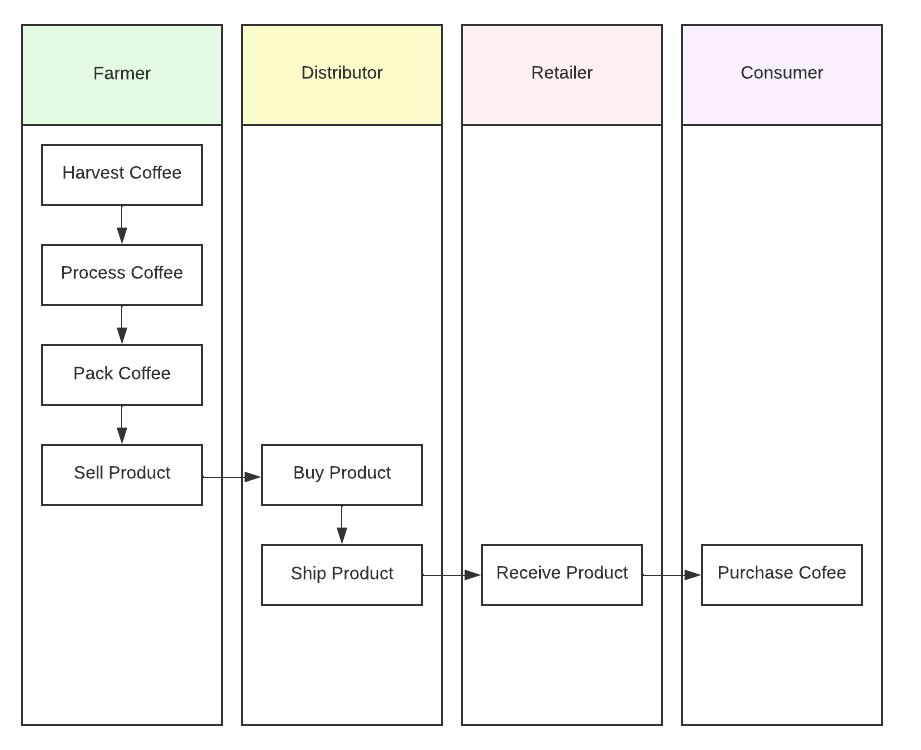 Farmer
Distributor
Retailer
Consumer
Harvest Coffee
Process Coffee
Pack Coffee
Sell Product
Buy Product
Ship Product
Receive Product
Purchase Cofee